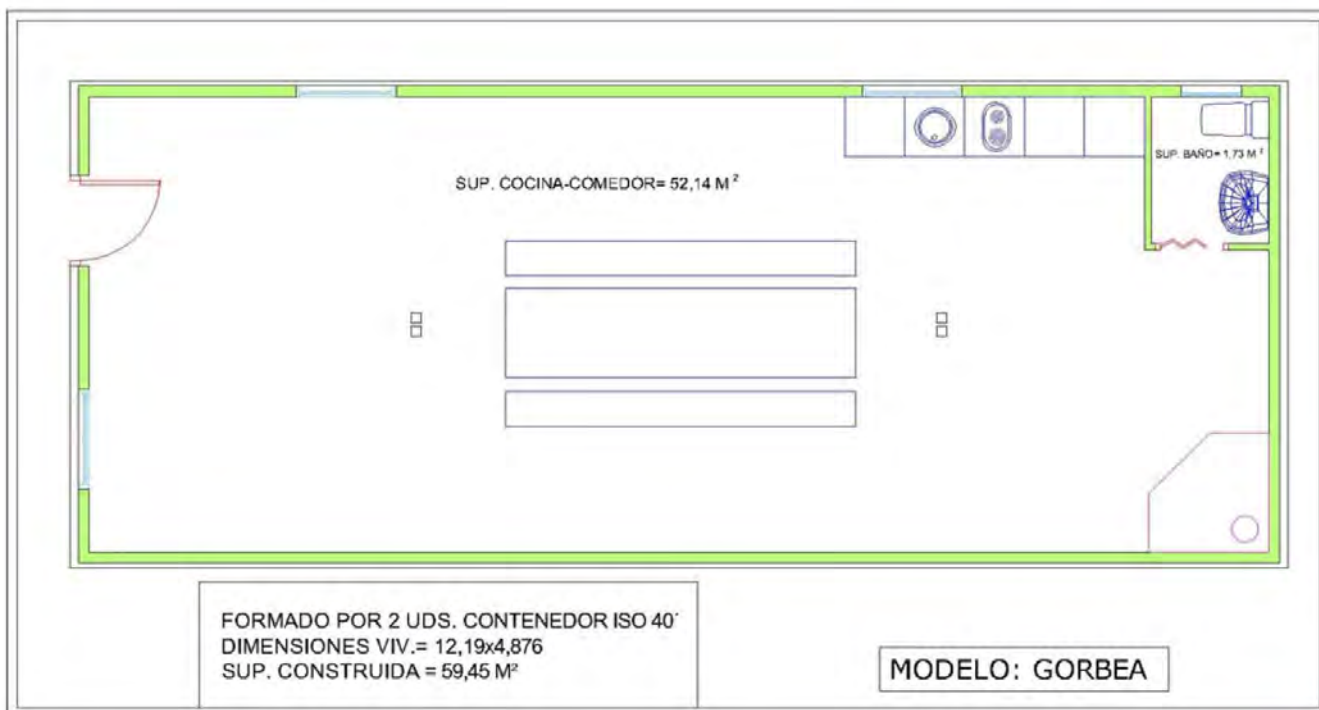 SUP. COCINA-COMEDOR= 52,14 M²
SUP. BAÑO= 1,73 M²
FORMADO POR 2 UDS. CONTENEDOR ISO 40´
DIMENSIONES VIV.= 12,19x4,876
SUP. CONSTRUIDA = 59,45 M²
MODELO: GORBEA